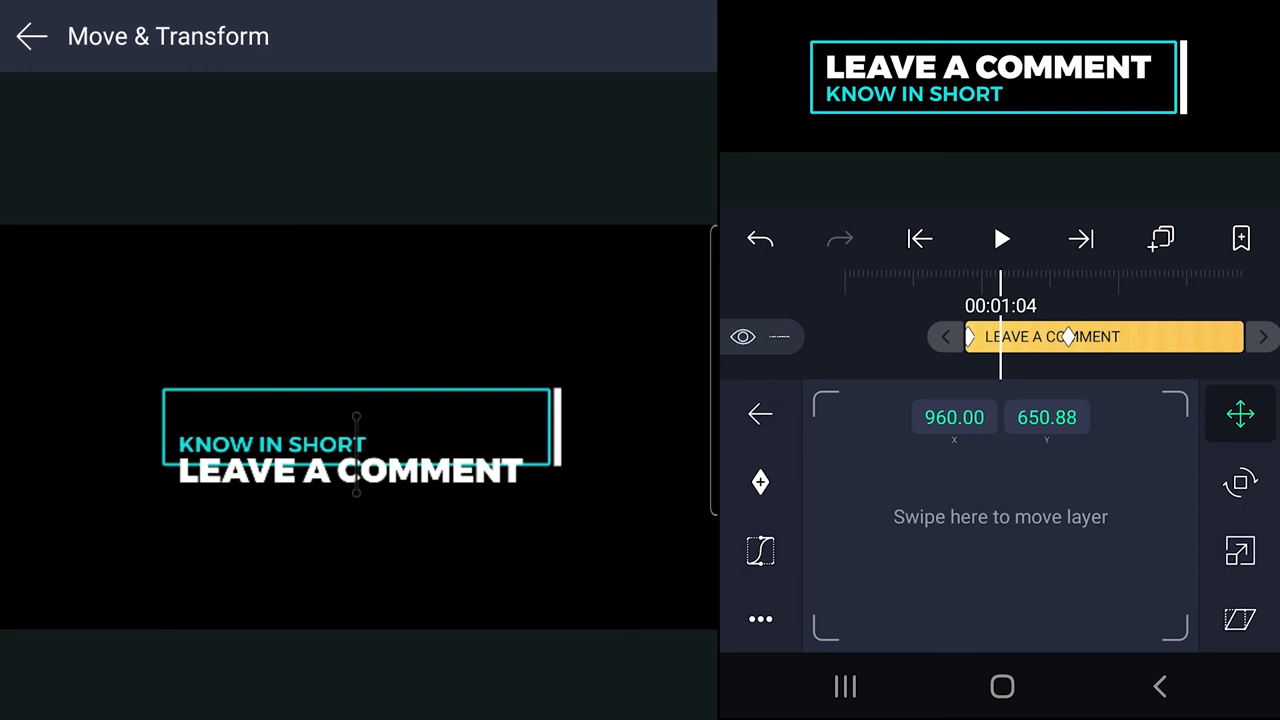 Move & Transform
KNOW IN SHORT
LEAVE A COMMENT
LEAVE A COMMENT
KNOW IN SHORT
00:01:04
LEAVE A COMMENT
960.00 650.88
X Y
Swipe here to move layer